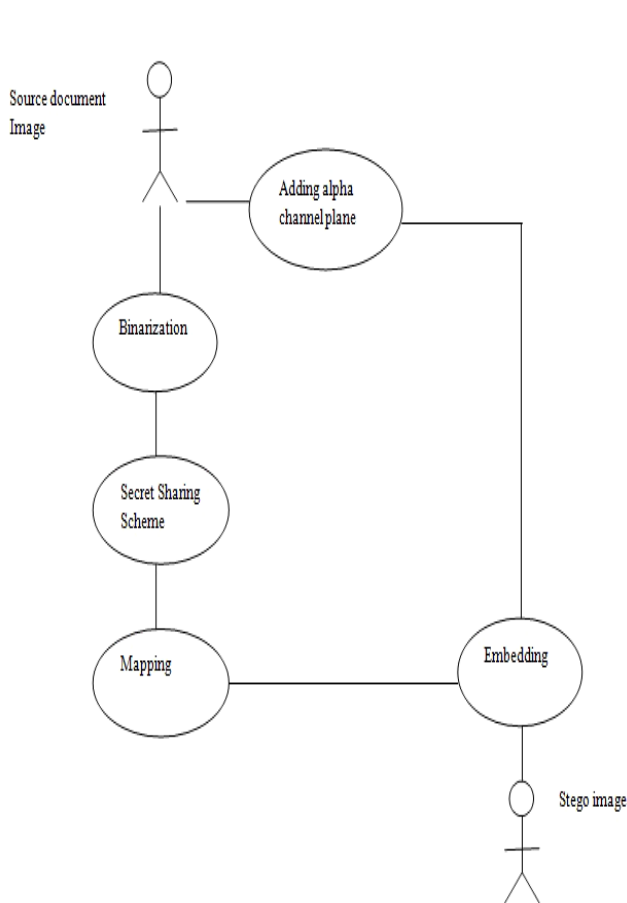 Source document
Image
Adding alpha
channel plane
Binarization
Secret Sharing
Scheme
Mapping
Embedding
Stego image